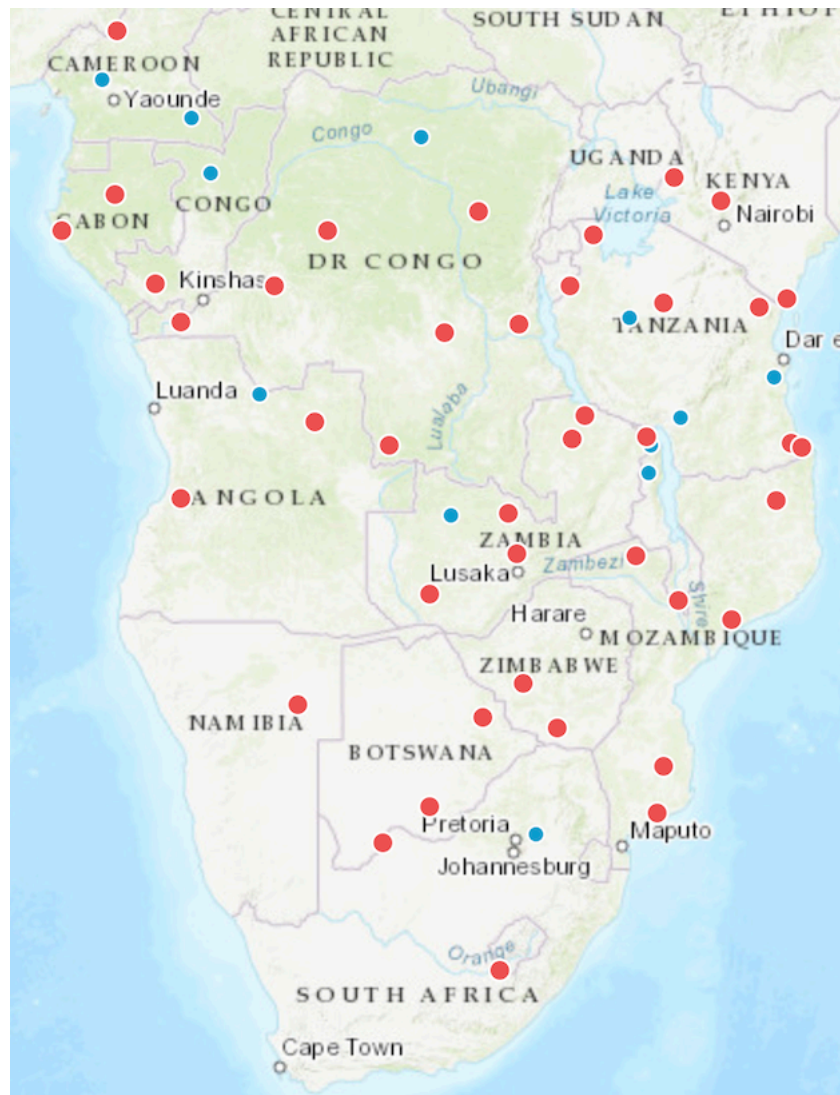 CENTRAL
AFRICAN
REPUBLIC
SOUTH SUDAN
CAMEROON
Yaounde
Ubangi
Congo
UGANDA
KENYA
Lake
Victoria
Nairobi
GABON
CONGO
DR CONGO
Kinshas
TANZANIA
Dar e
Luanda
Lualaba
ANGOLA
ZAMBIA
Lusaka
Zambezi
Shire
Harare
MOZAMBIQUE
ZIMBABWE
NAMIBIA
BOTSWANA
Pretoria
Maputo
Johannesburg
Orange
SOUTH AFRICA
Cape Town